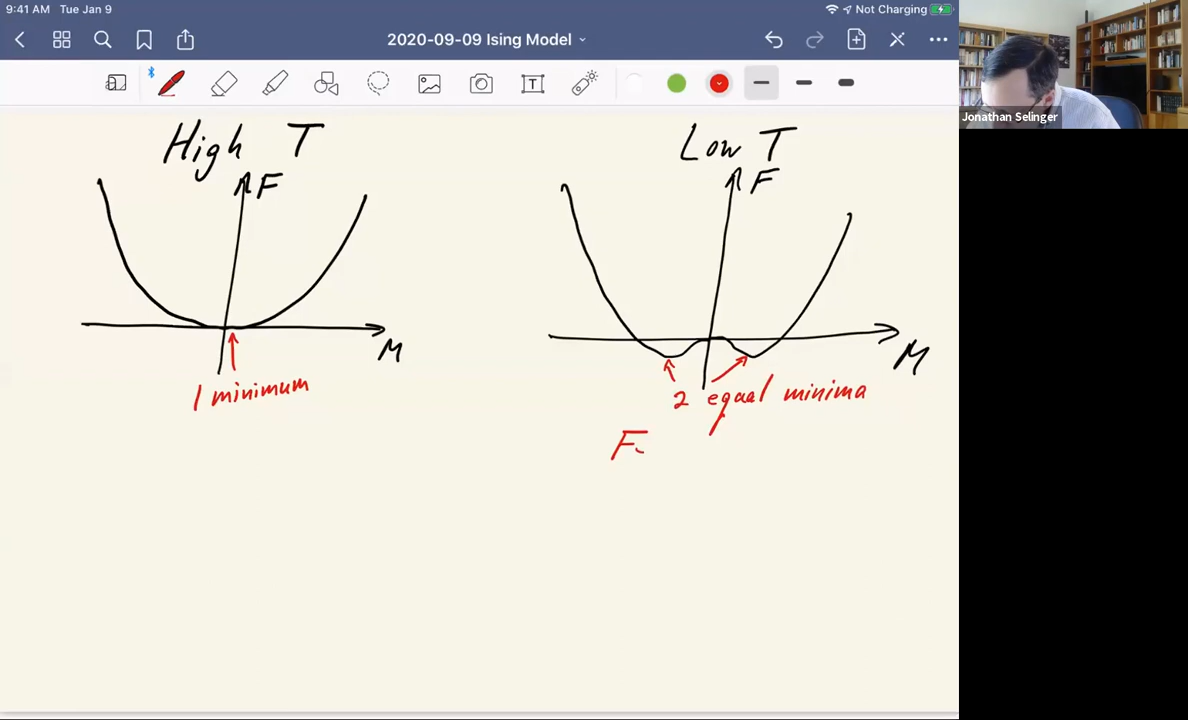 9:41 AM Tue Jan 9
Not Charging
2020-09-09 Ising Model
T
Jonathan Selinger
High T
Low T
F
F
M
M
1 minimum
2 equal minima
F